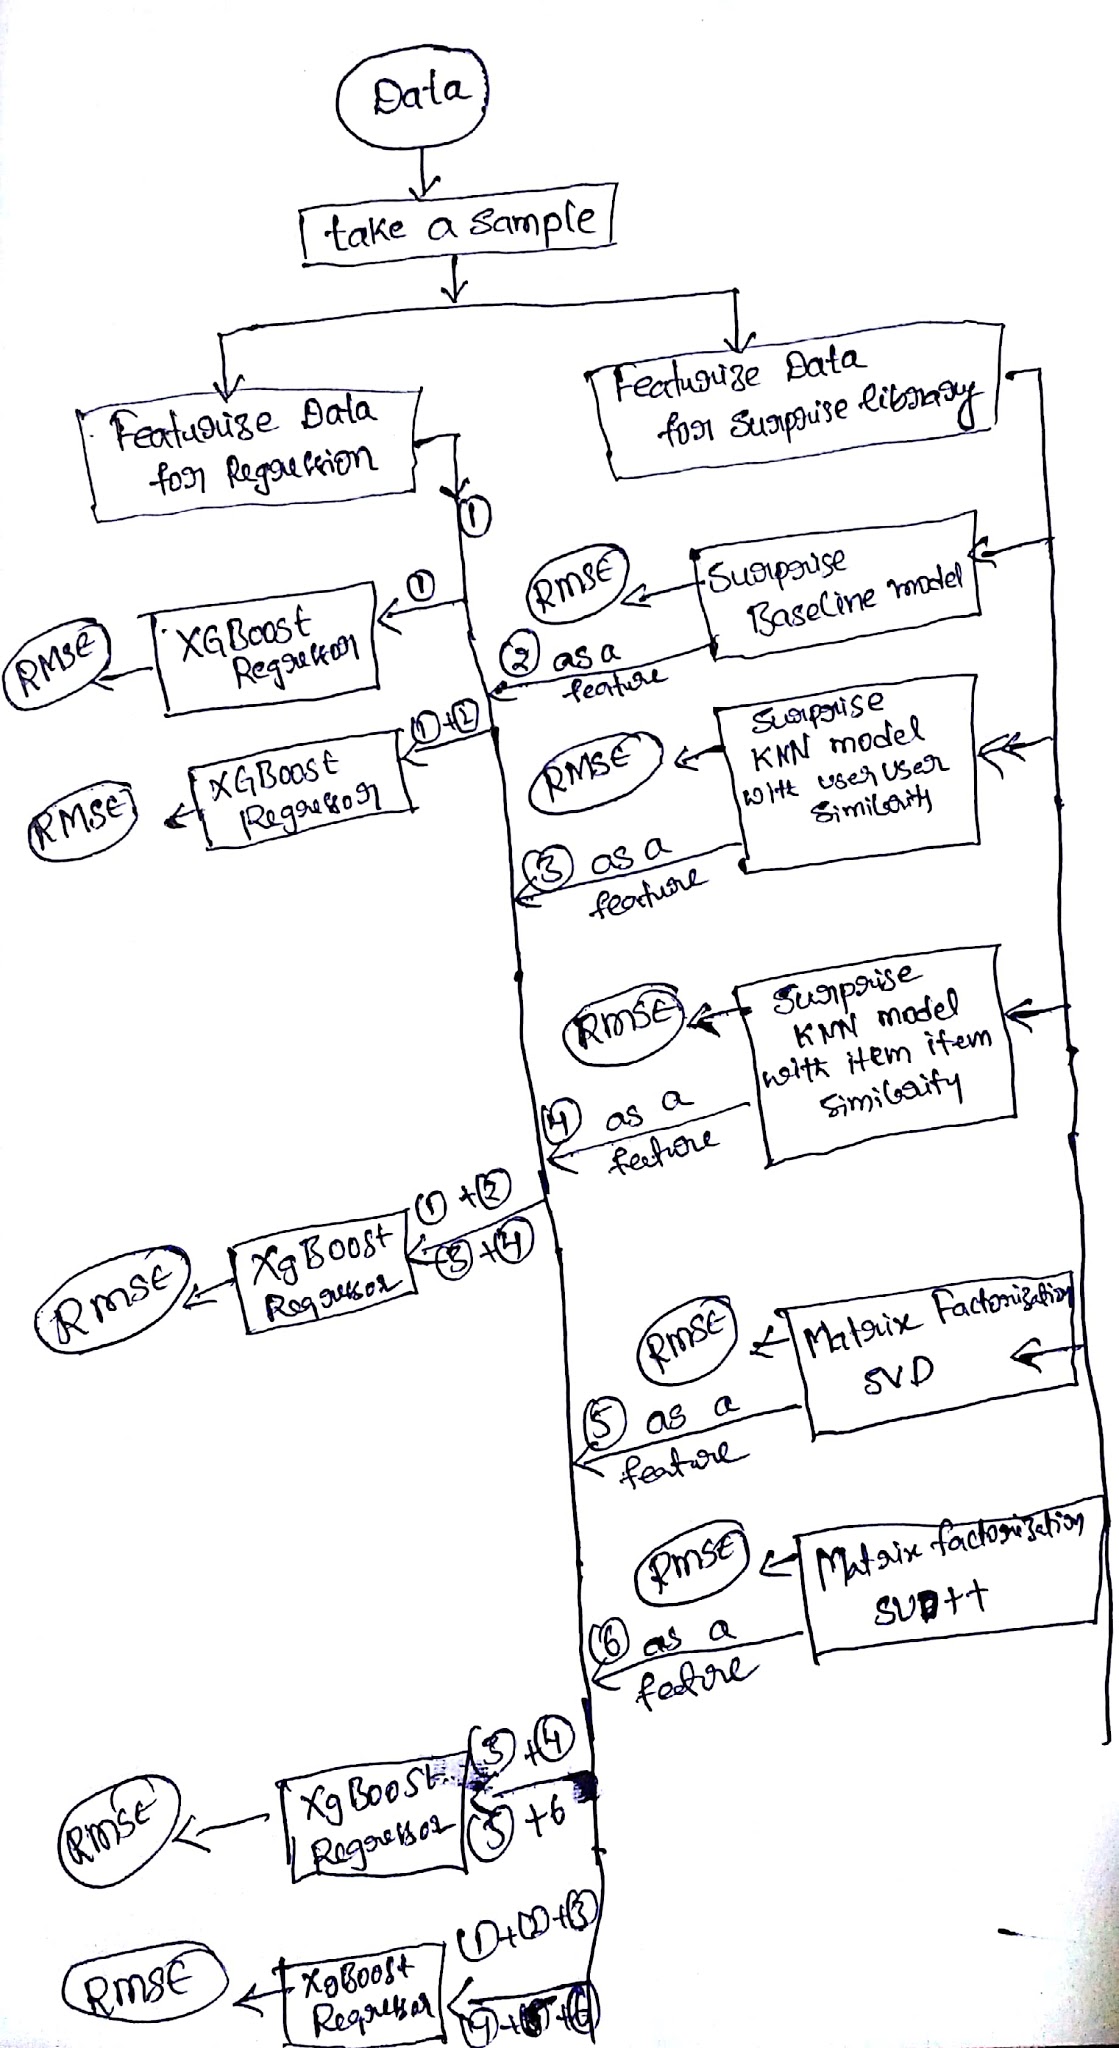 Data
take a sample
Featurize Data
for Regression
Featurize Data
for Surprise library
①
RMSE
Surprise
Baseline model
①
XGBoost
Regressor
RMSE
② as a
feature
①+②
XGBoost
Regressor
RMSE
Surprise
KNN model
with user user
Similarity
RMSE
③ as a
feature
Surprise
KNN model
with item item
Similarity
RMSE
④ as a
feature
① + ②
③ + ④
XgBoost
Regressor
RMSE
Matrix Factorization
SVD
RMSE
⑤ as a
feature
Matrix factorization
SVD++
RMSE
⑥ as a
feature
③ + ④
⑤ + 6
XgBoost
Regressor
RMSE
①+②+③
④+⑤+⑥
XgBoost
Regressor
RMSE